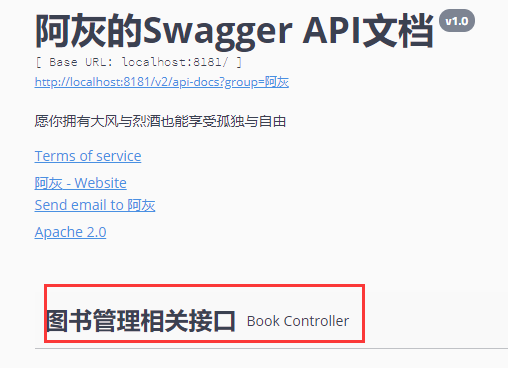 阿灰的Swagger API文档 v1.0
[ Base URL: localhost:8181/ ]
http://localhost:8181/v2/api-docs?group=阿灰
愿你拥有大风与烈酒也能享受孤独与自由
Terms of service
阿灰 - Website
Send email to 阿灰
Apache 2.0
图书管理相关接口 Book Controller